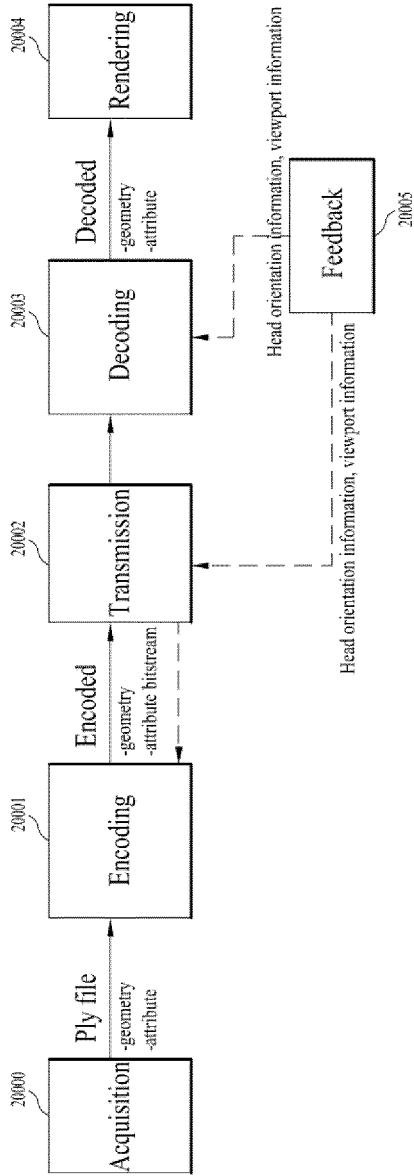 20000
Acquisition
Ply file
-geometry
-attribute
20001
Encoding
Encoded
-geometry
-attribute bitstream
20002
Transmission
20003
Decoding
Decoded
-geometry
-attribute
20004
Rendering
Head orientation information, viewport information
Feedback
20005
Head orientation information, viewport information